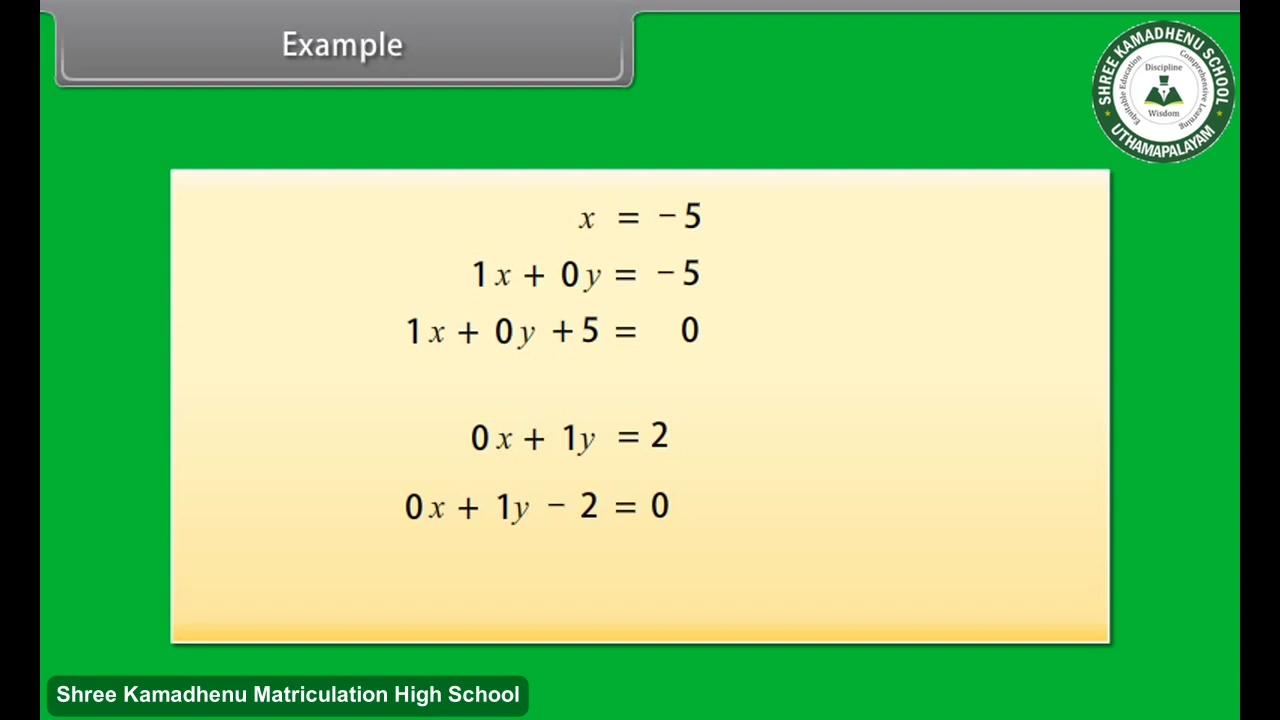 Example
SHREE KAMADHENU SCHOOL
Equitable Education
Discipline
Comprehensive Learning
Wisdom
UTHAMAPALAYAM
x = − 5
1x + 0y = − 5
1x + 0y + 5 = 0
0x + 1y = 2
0x + 1y − 2 = 0
Shree Kamadhenu Matriculation High School